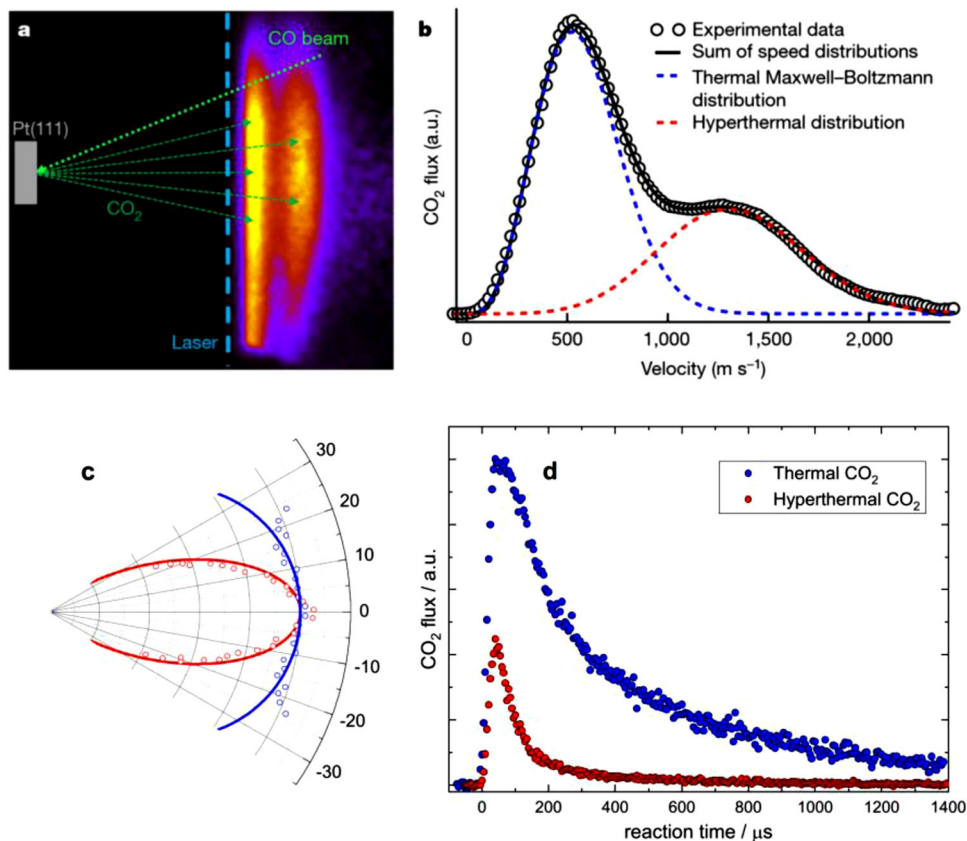 a
CO beam
Pt(111)
CO₂
Laser
b
Experimental data
Sum of speed distributions
Thermal Maxwell–Boltzmann
distribution
Hyperthermal distribution
CO₂ flux (a.u.)
0 500 1,000 1,500 2,000
Velocity (m s⁻¹)
c
30
20
10
0
-10
-20
-30
d
Thermal CO₂
Hyperthermal CO₂
CO₂ flux / a.u.
0 200 400 600 800 1000 1200 1400
reaction time / μs